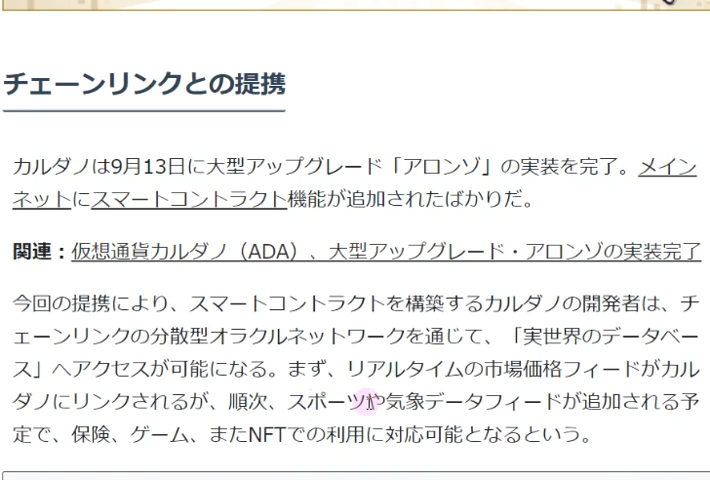 チェーンリンクとの提携
カルダノは9月13日に大型アップグレード「アロンゾ」の実装を完了。メイン
ネットにスマートコントラクト機能が追加されたばかりだ。
関連：仮想通貨カルダノ（ADA）、大型アップグレード・アロンゾの実装完了
今回の提携により、スマートコントラクトを構築するカルダノの開発者は、チ
ェーンリンクの分散型オラクルネットワークを通じて、「実世界のデータベー
ス」へアクセスが可能になる。まず、リアルタイムの市場価格フィードがカル
ダノにリンクされるが、順次、スポーツや気象データフィードが追加される予
定で、保険、ゲーム、またNFTでの利用に対応可能となるという。